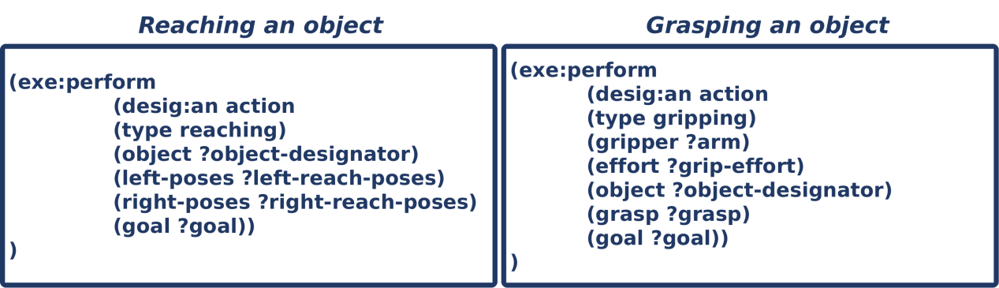 Reaching an object
(exe:perform
(desig:an action
(type reaching)
(object ?object-designator)
(left-poses ?left-reach-poses)
(right-poses ?right-reach-poses)
(goal ?goal))
)
Grasping an object
(exe:perform
(desig:an action
(type gripping)
(gripper ?arm)
(effort ?grip-effort)
(object ?object-designator)
(grasp ?grasp)
(goal ?goal))
)